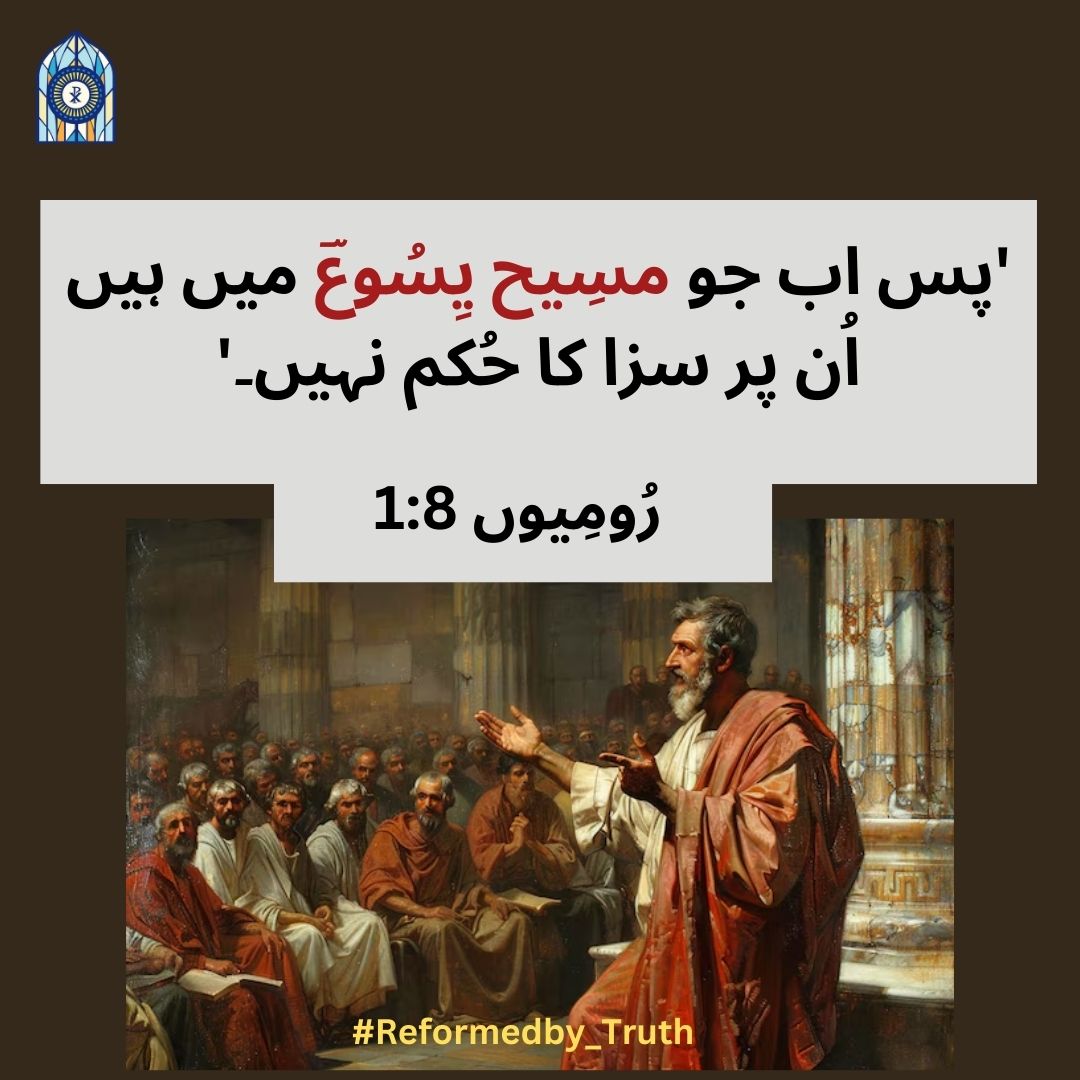 'پس اب جو مسِیح یِسُوعؔ میں ہیں
اُن پر سزا کا حُکم نہیں۔'
رُومِیوں 1:8
#Reformedby_Truth